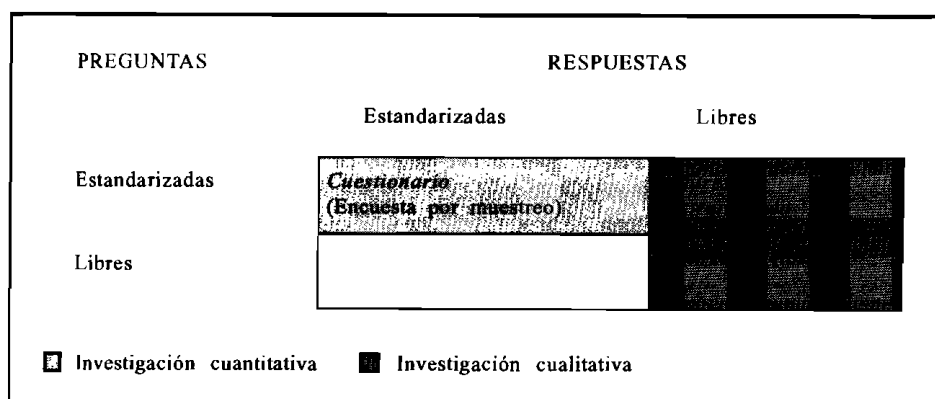 PREGUNTAS RESPUESTAS
Estandarizadas Libres
Estandarizadas Cuestionario
(Encuesta por muestreo)
Libres
Investigación cuantitativa Investigación cualitativa